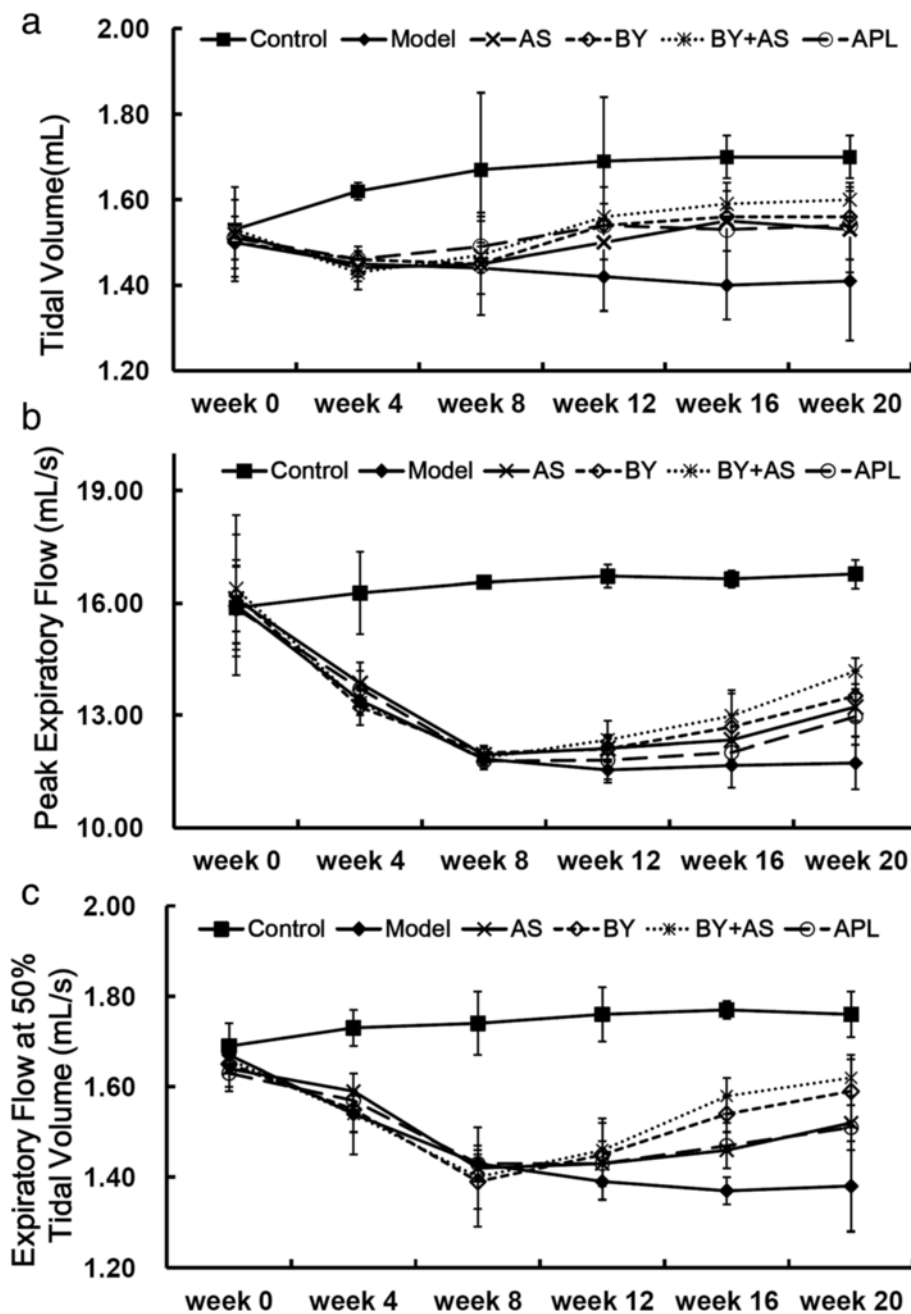 a
Tidal Volume(mL)
2.00
1.80
1.60
1.40
1.20
Control Model AS BY BY+AS APL
week 0 week 4 week 8 week 12 week 16 week 20
b
Peak Expiratory Flow (mL/s)
19.00
16.00
13.00
10.00
Control Model AS BY BY+AS APL
week 0 week 4 week 8 week 12 week 16 week 20
c
Expiratory Flow at 50%
Tidal Volume (mL/s)
2.00
1.80
1.60
1.40
1.20
Control Model AS BY BY+AS APL
week 0 week 4 week 8 week 12 week 16 week 20